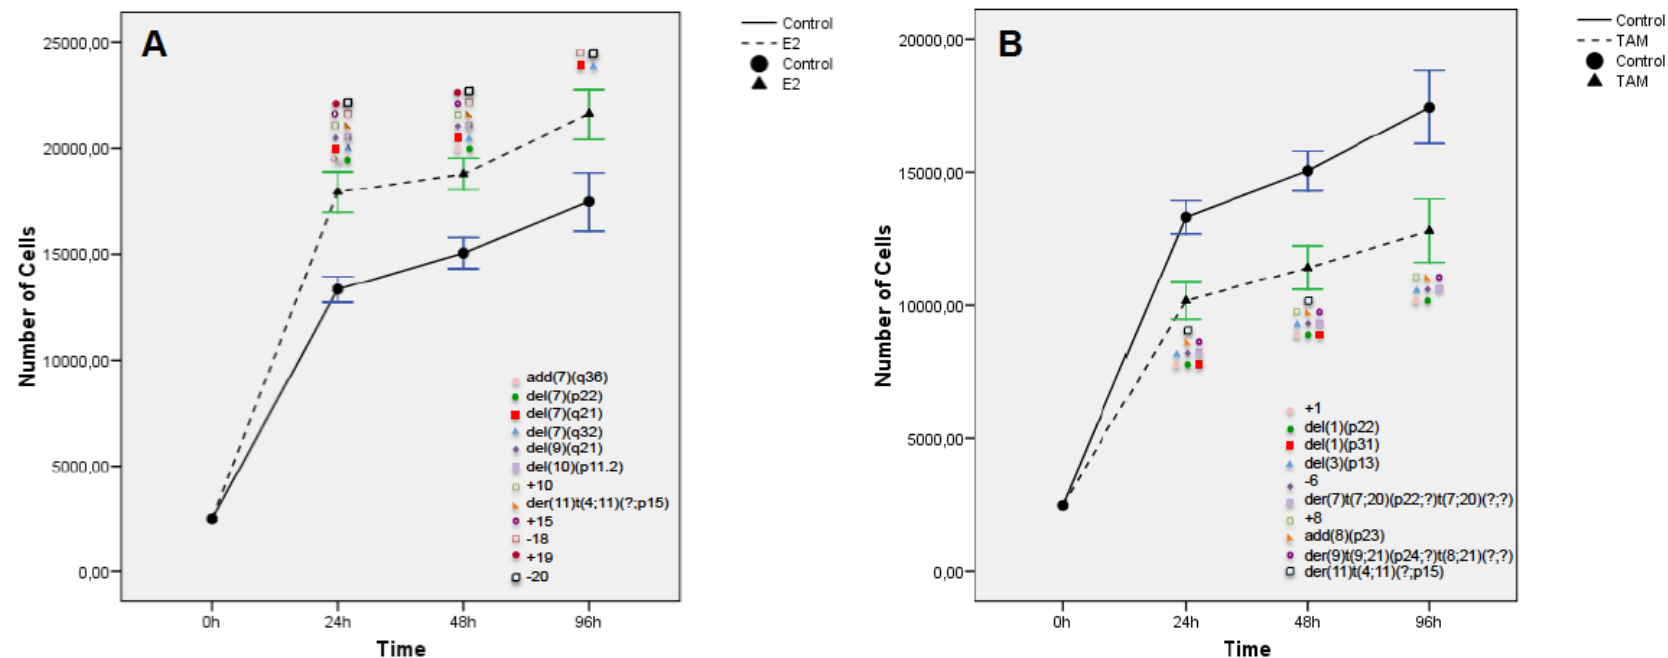 A
Control
E2
Control
E2
25000,00
20000,00
15000,00
10000,00
5000,00
0,00
Number of Cells
add(7)(q36)
del(7)(p22)
del(7)(q21)
del(7)(q32)
del(9)(q21)
del(10)(p11.2)
+10
der(11)t(4;11)(?;p15)
+15
-18
+19
-20
0h
24h
48h
96h
Time
B
Control
TAM
Control
TAM
20000,00
15000,00
10000,00
5000,00
0,00
Number of Cells
+1
del(1)(p22)
del(1)(p31)
del(3)(p13)
-6
der(7)t(7;20)(p22;?)t(7;20)(?;?)
+8
add(8)(p23)
der(9)t(9;21)(p24;?)t(8;21)(?;?)
der(11)t(4;11)(?;p15)
0h
24h
48h
96h
Time